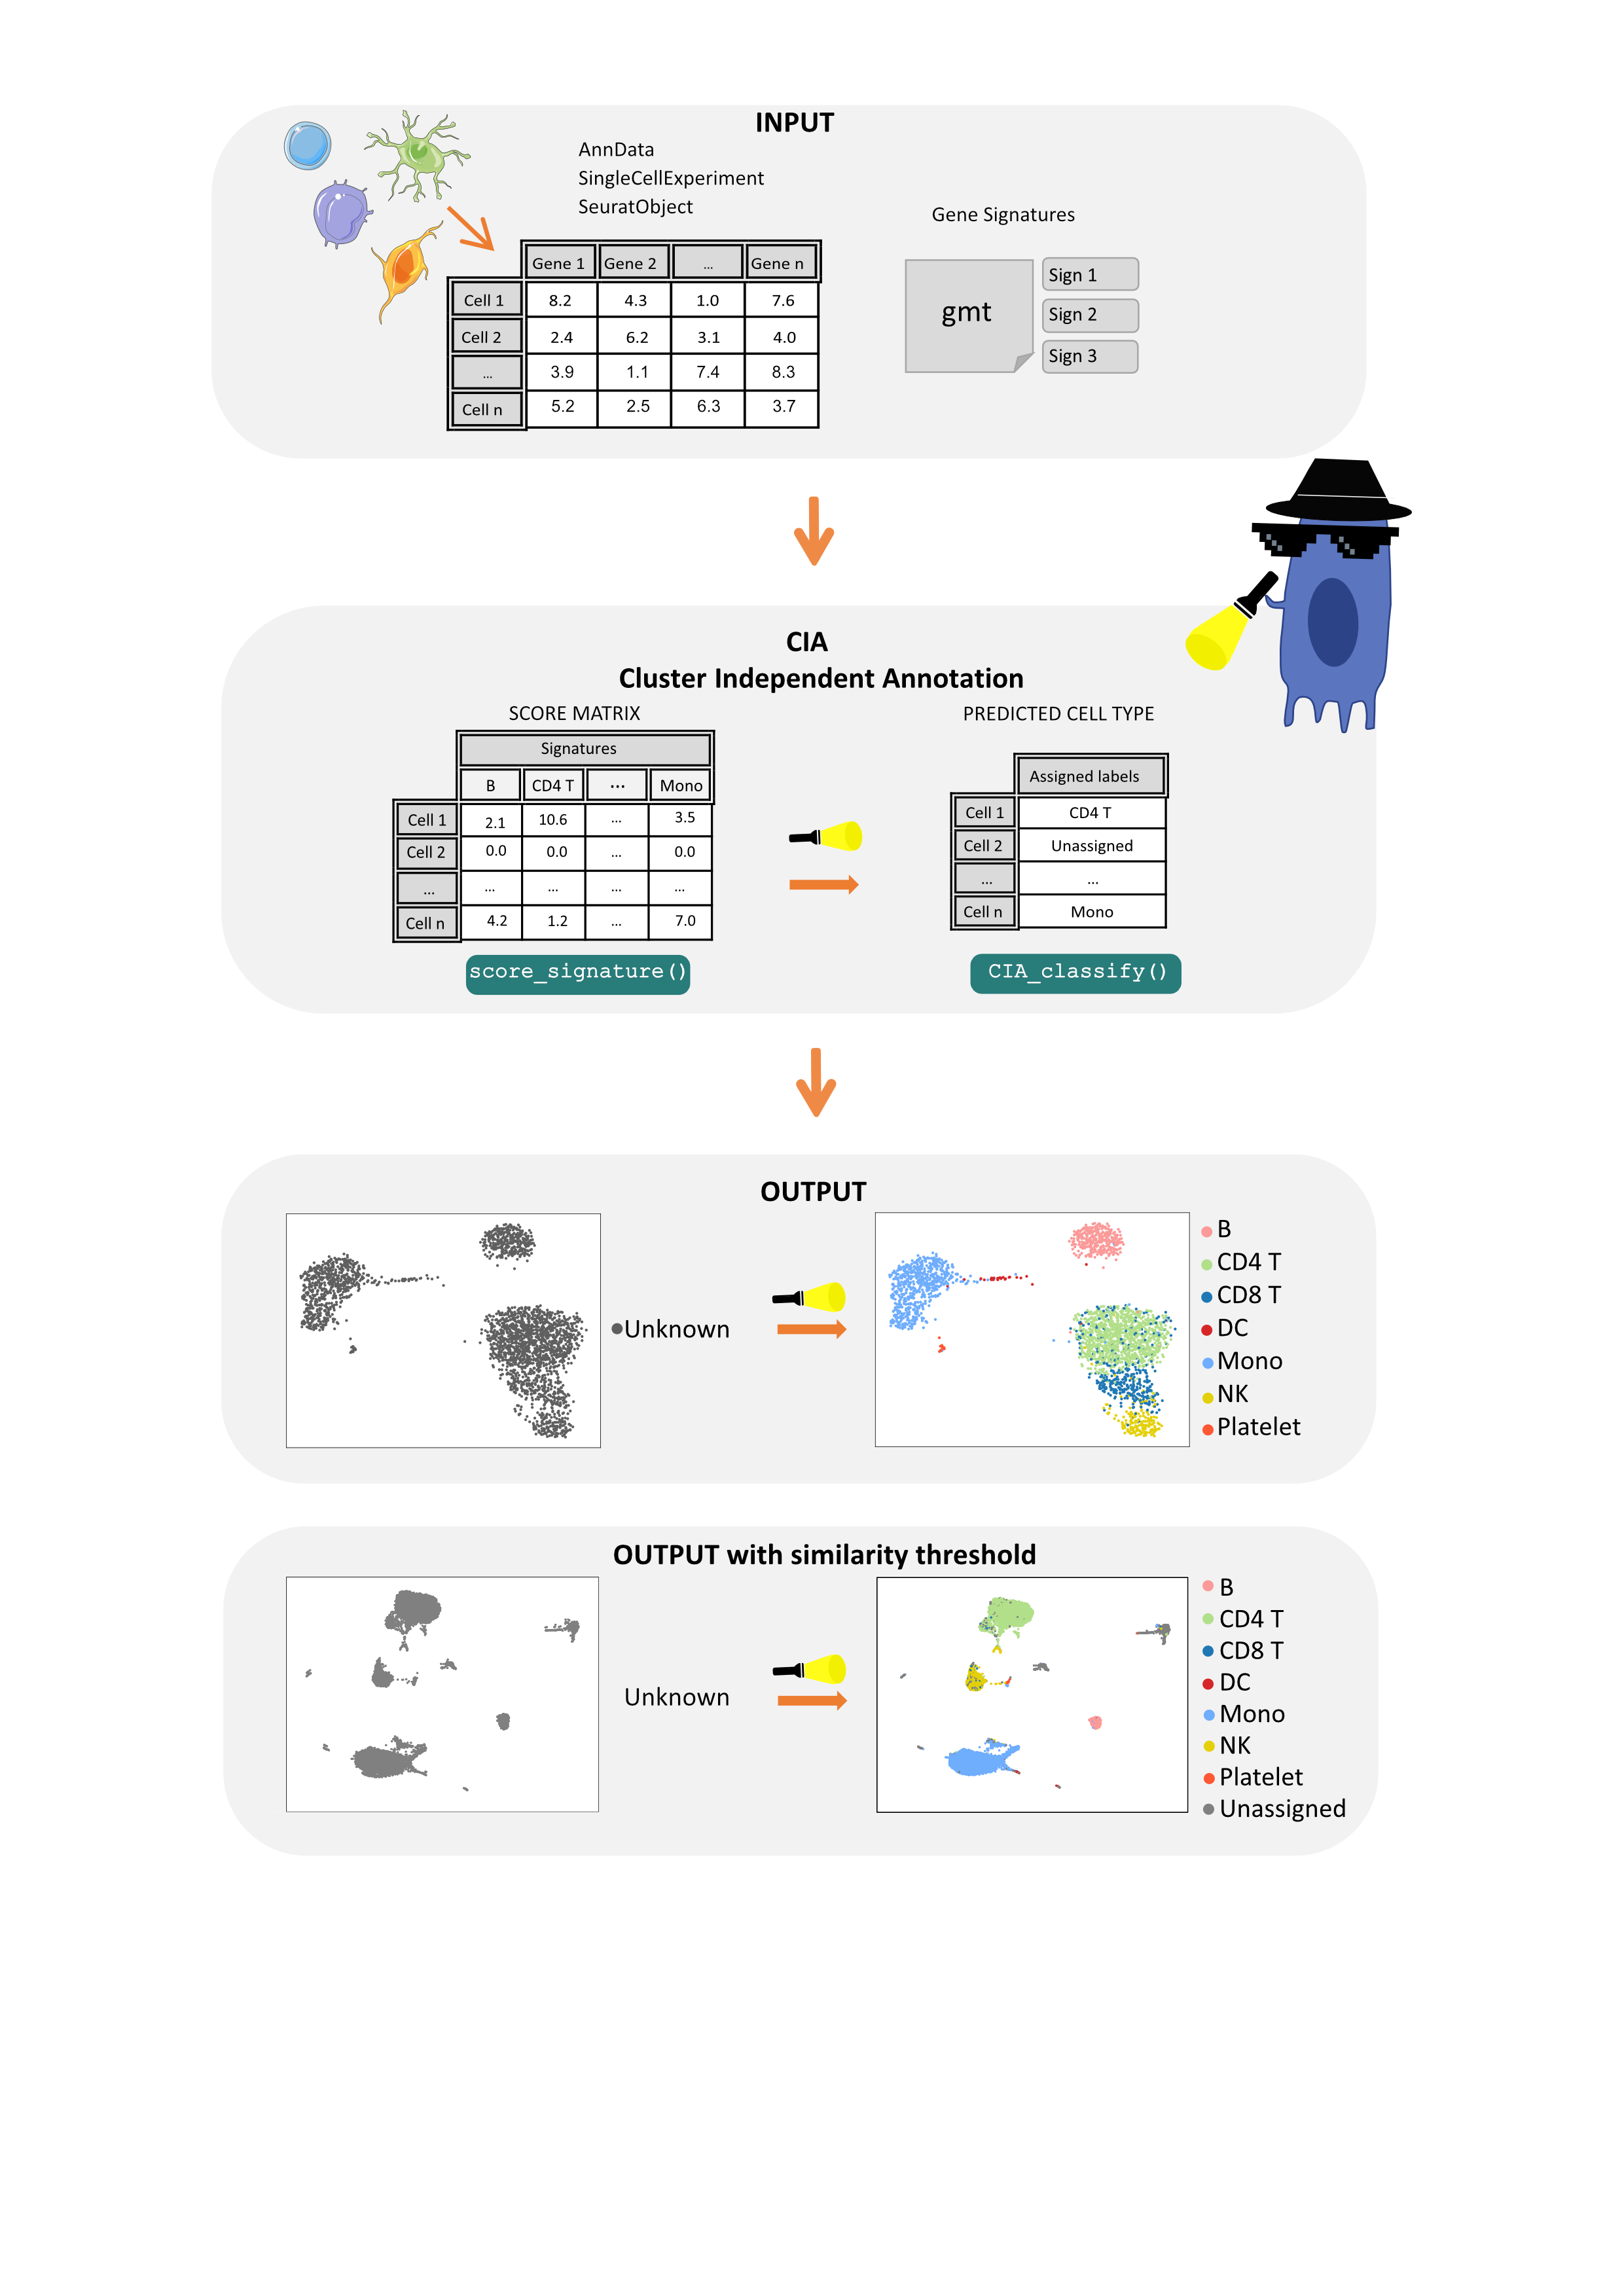 INPUT
AnnData
SingleCellExperiment
SeuratObject
Gene Signatures
Gene 1 Gene 2 ... Gene n
Cell 1 8.2 4.3 1.0 7.6
Cell 2 2.4 6.2 3.1 4.0
... 3.9 1.1 7.4 8.3
Cell n 5.2 2.5 6.3 3.7
gmt
Sign 1
Sign 2
Sign 3
CIA
Cluster Independent Annotation
SCORE MATRIX
Signatures
B CD4 T ... Mono
Cell 1 2.1 10.6 ... 3.5
Cell 2 0.0 0.0 ... 0.0
... ... ... ... ...
Cell n 4.2 1.2 ... 7.0
score_signature()
PREDICTED CELL TYPE
Assigned labels
Cell 1 CD4 T
Cell 2 Unassigned
... ...
Cell n Mono
CIA_classify()
OUTPUT
Unknown
B
CD4 T
CD8 T
DC
Mono
NK
Platelet
OUTPUT with similarity threshold
Unknown
B
CD4 T
CD8 T
DC
Mono
NK
Platelet
Unassigned